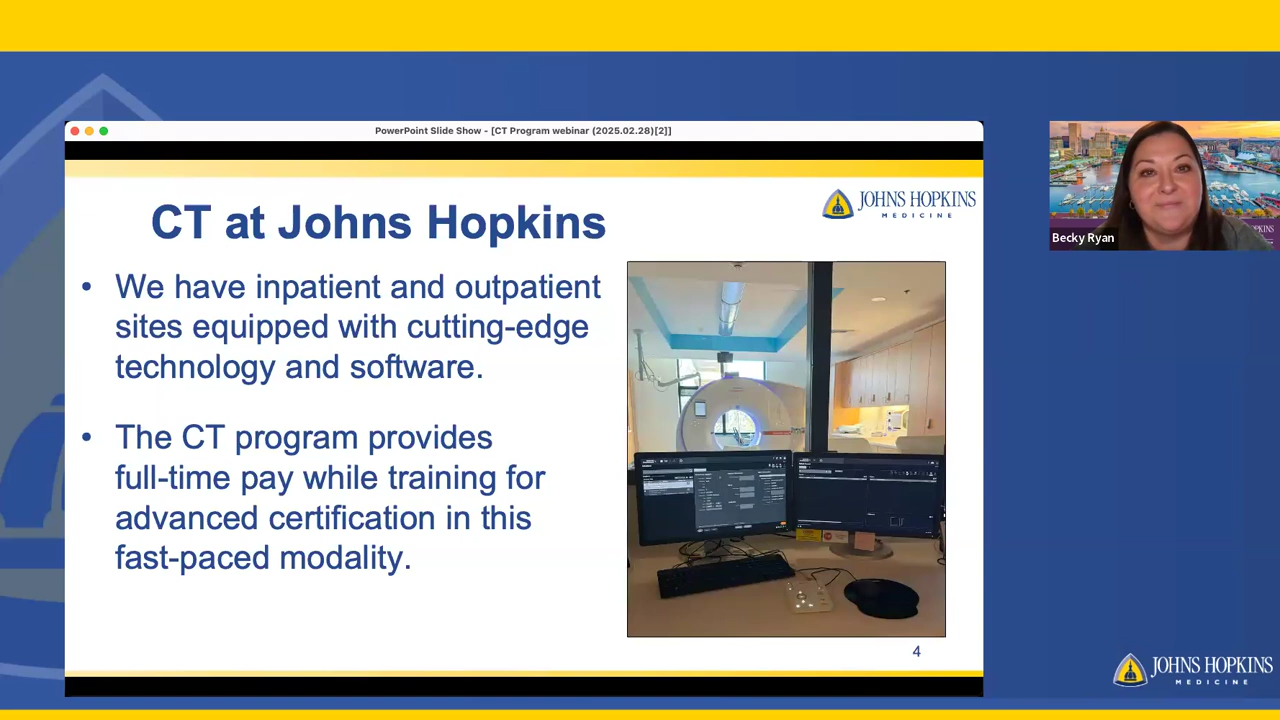 PowerPoint Slide Show - [CT Program webinar (2025.02.28)[2]]
CT at Johns Hopkins
JOHNS HOPKINS
MEDICINE
• We have inpatient and outpatient
sites equipped with cutting-edge
technology and software.
• The CT program provides
full-time pay while training for
advanced certification in this
fast-paced modality.
4
Becky Ryan
JOHNS HOPKINS
MEDICINE